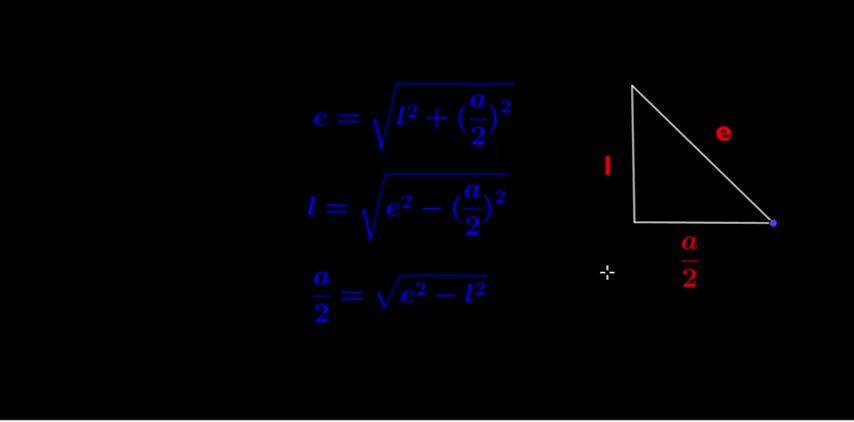 e = √(l² + (a/2)²)
l = √(e² − (a/2)²)
a/2 = √(e² − l²)
l
e
a/2